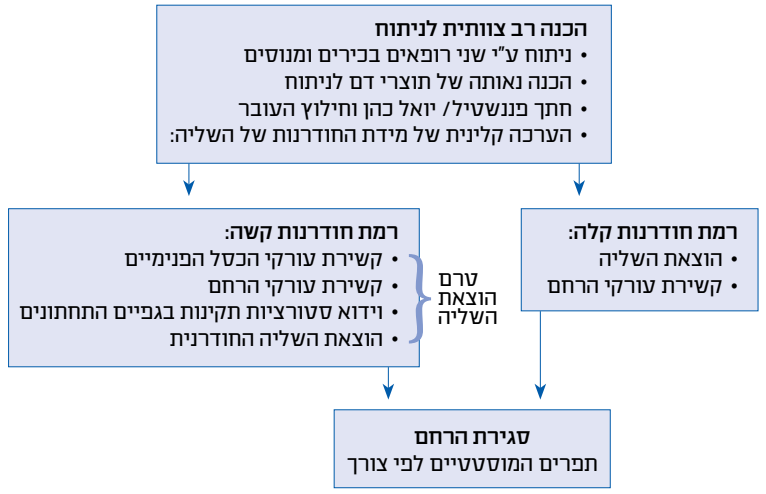 הכנה רב צוותית לניתוח
• ניתוח ע"י שני רופאים בכירים ומנוסים
• הכנה נאותה של תוצרי דם לניתוח
• חתך פננשטיל/ יואל כהן וחילוץ העובר
• הערכה קלינית של מידת החודרנות של השליה:
רמת חודרנות קלה:
• הוצאת השליה
• קשירת עורקי הרחם
רמת חודרנות קשה:
• קשירת עורקי הכסל הפנימיים
• קשירת עורקי הרחם
• וידוא סטורציות תקינות בגפיים התחתונים
• הוצאת השליה החודרנית
טרם
הוצאת
השליה
סגירת הרחם
תפרים המוסטטיים לפי צורך